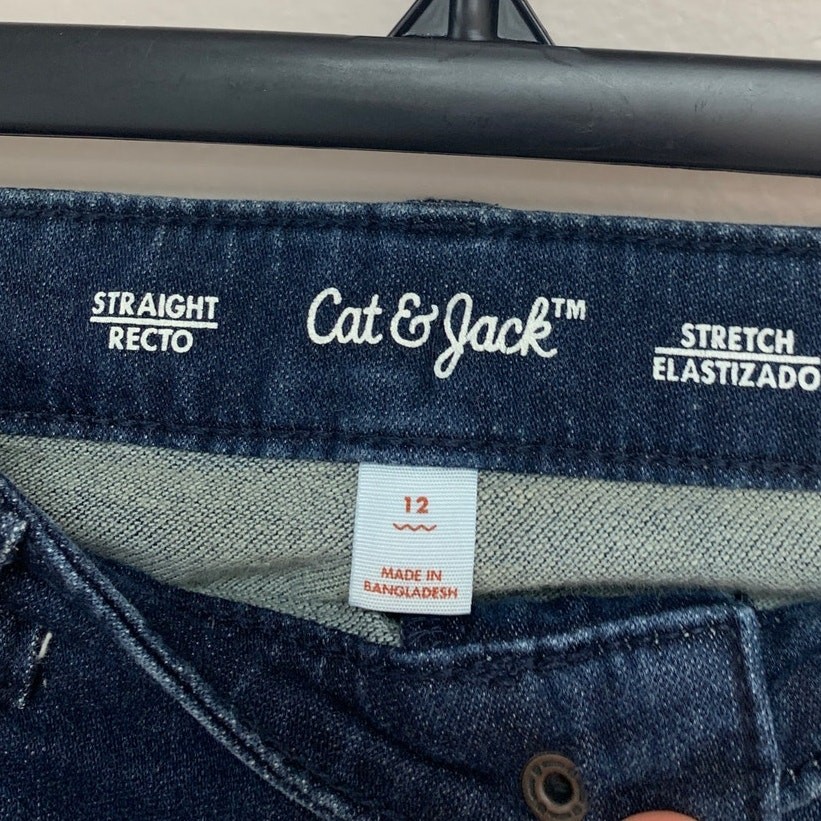 STRAIGHT
RECTO
Cat & Jack™
STRETCH
ELASTIZADO
12
MADE IN
BANGLADESH